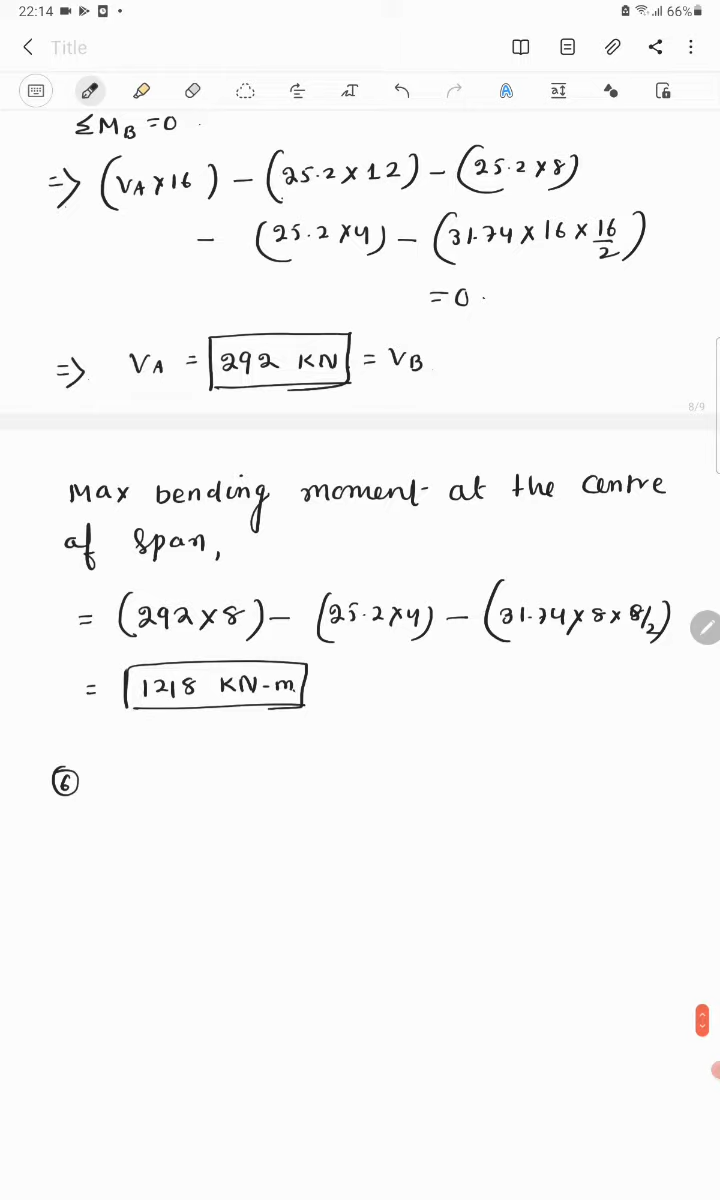 22:14 66%
Title
ΣM_B = 0
=> (V_A × 16) - (25.2 × 12) - (25.2 × 8)
- (25.2 × 4) - (31.74 × 16 × 16/2)
= 0.
=> V_A = 292 KN = V_B
8/9
Max bending moment at the centre
of span,
= (292 × 8) - (25.2 × 4) - (31.74 × 8 × 8/2)
= 1218 KN-m
⑥